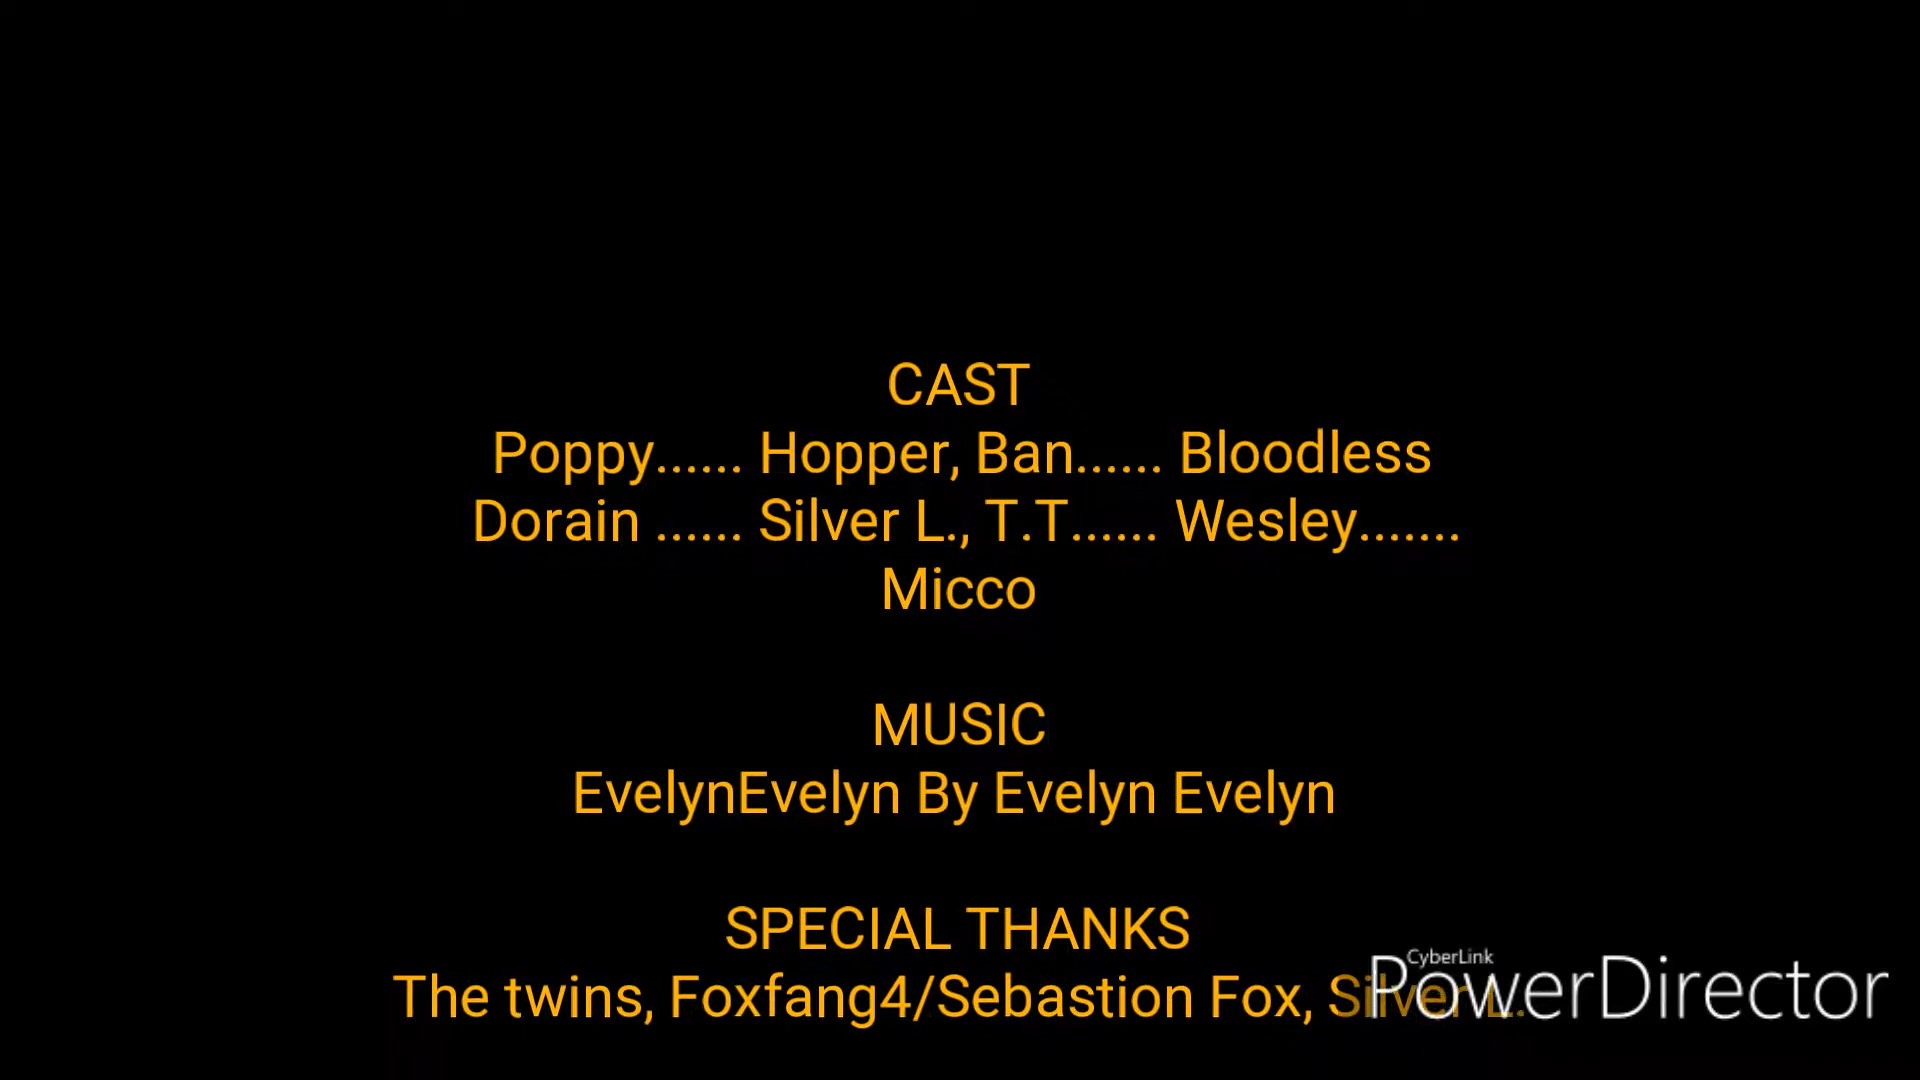 CAST
Poppy...... Hopper, Ban...... Bloodless
Dorain ...... Silver L., T.T...... Wesley.......
Micco
MUSIC
EvelynEvelyn By Evelyn Evelyn
SPECIAL THANKS
The twins, Foxfang4/Sebastion Fox, Silver L.
CyberLink
PowerDirector